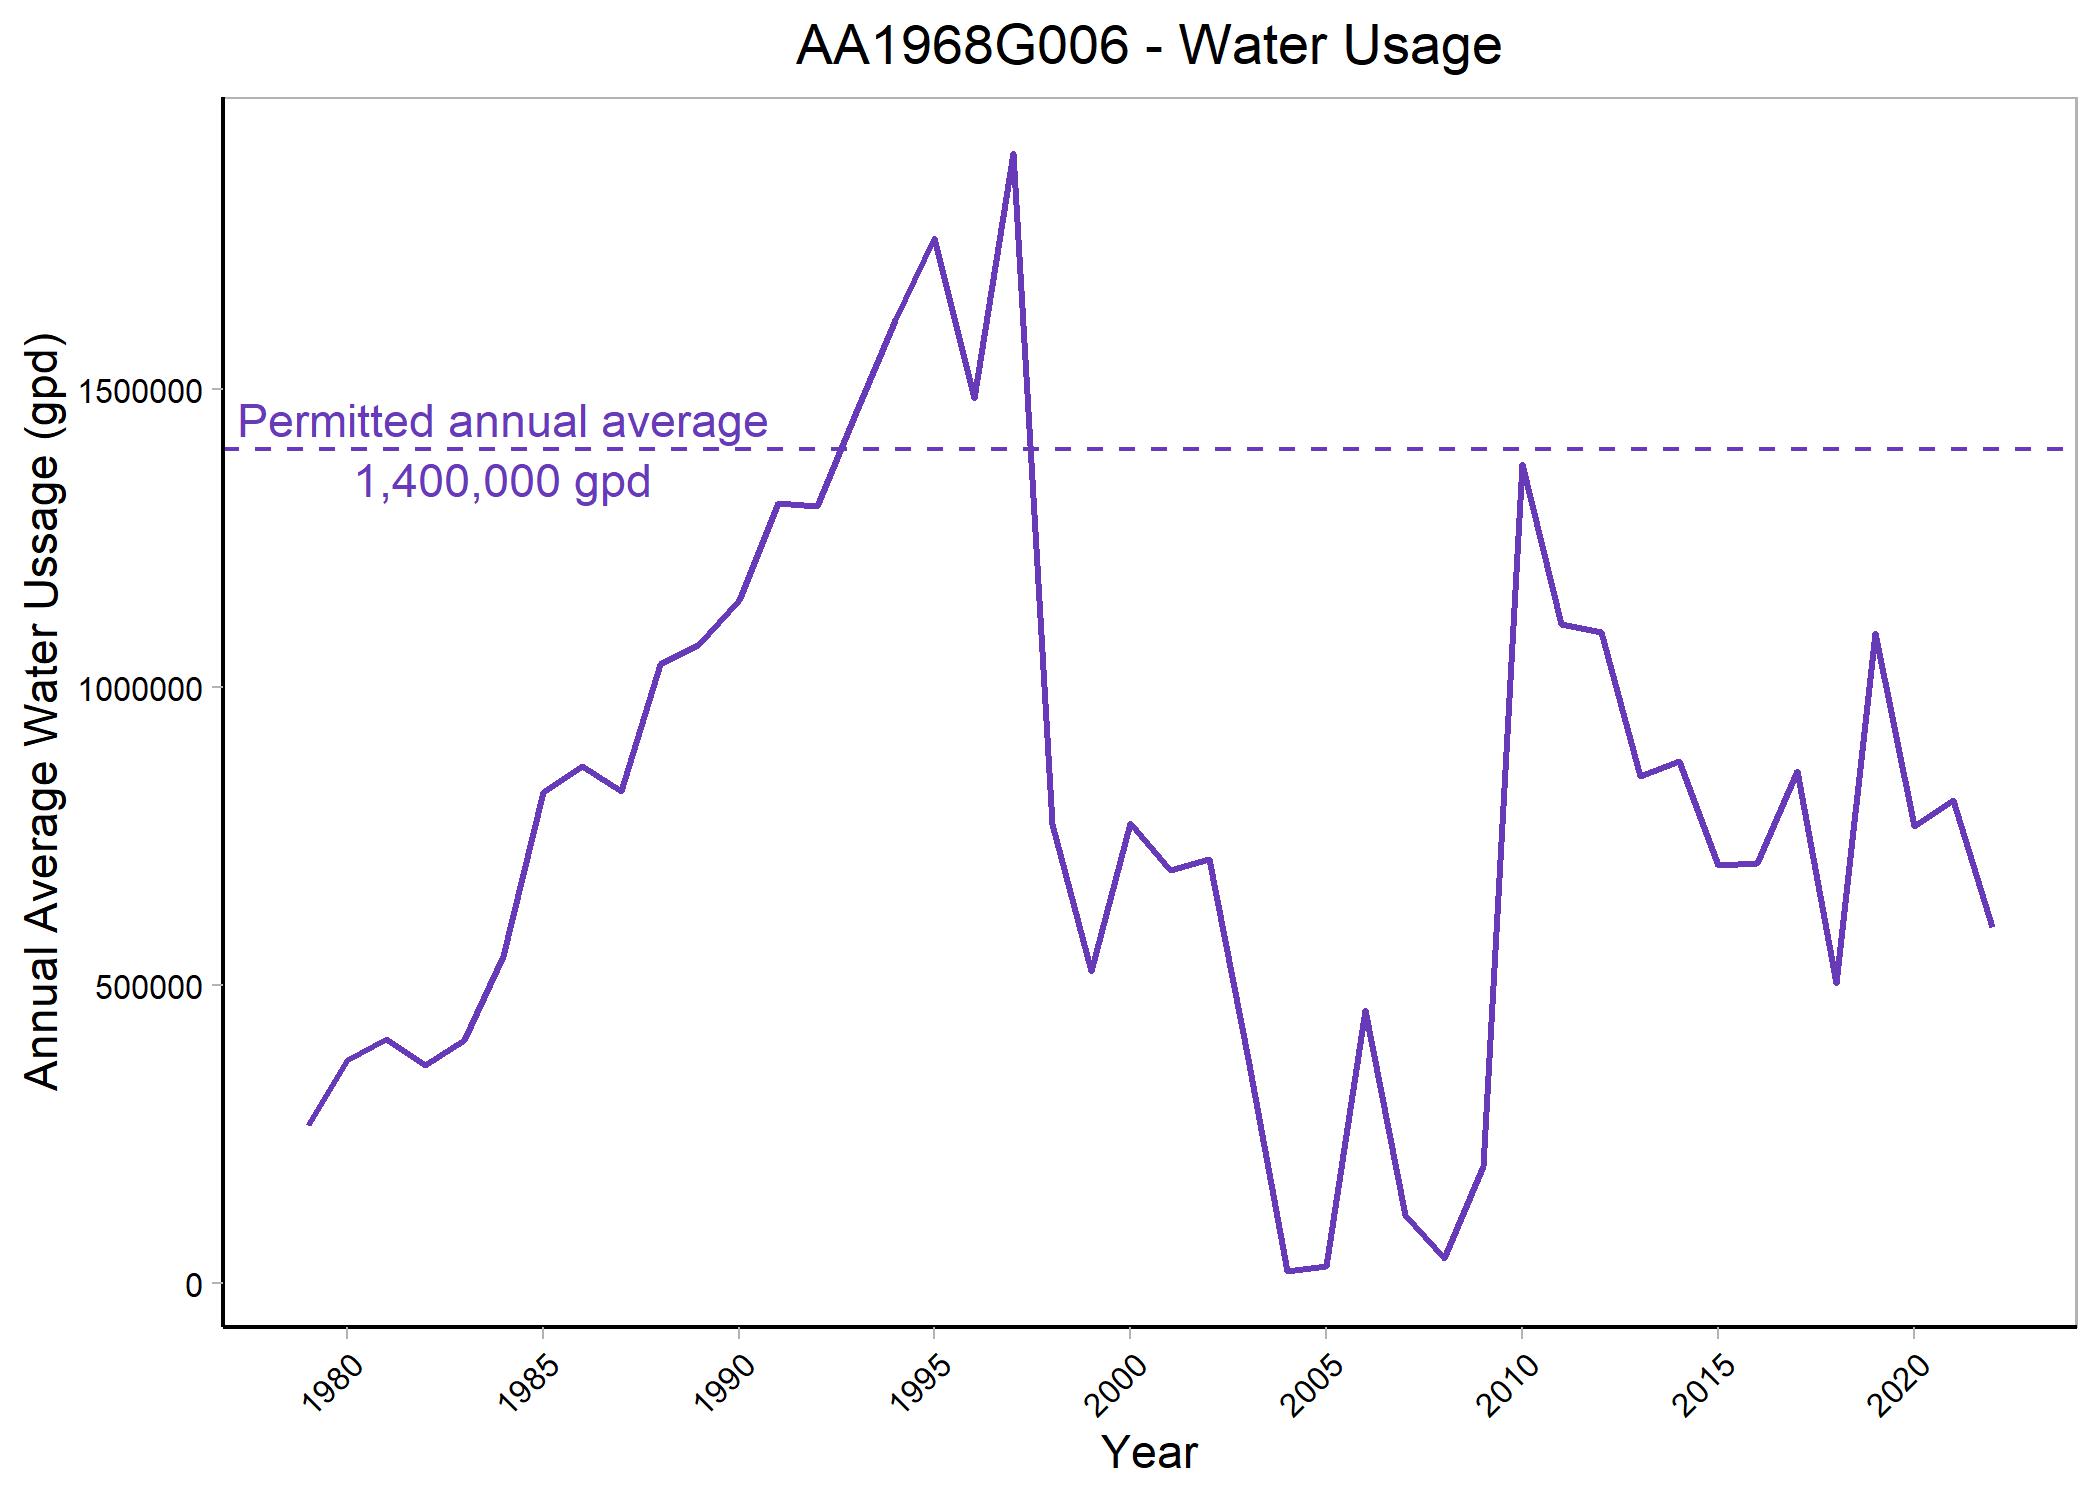 AA1968G006 - Water Usage
Annual Average Water Ussage (gpd)
1500000
1000000
500000
0
Permitted annual average
1,400,000 gpd
1980
1985
1990
1995
2000
2005
2010
2015
2020
Year